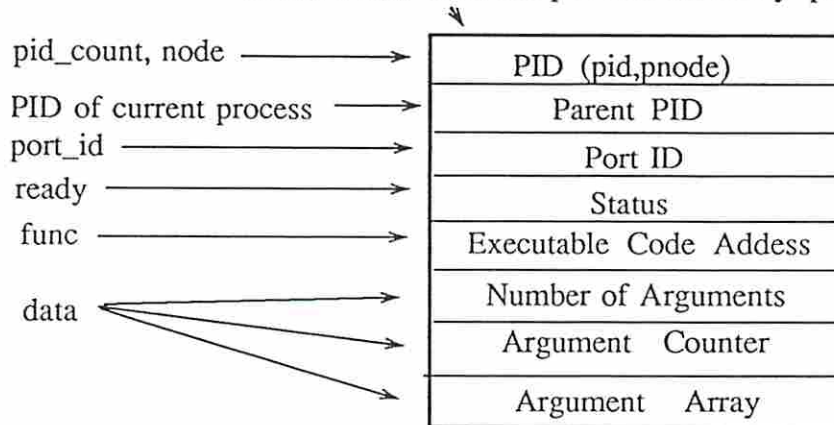 pid_count, node
PID (pid,pnode)
PID of current process
Parent PID
port_id
Port ID
ready
Status
func
Executable Code Addess
data
Number of Arguments
Argument Counter
Argument Array